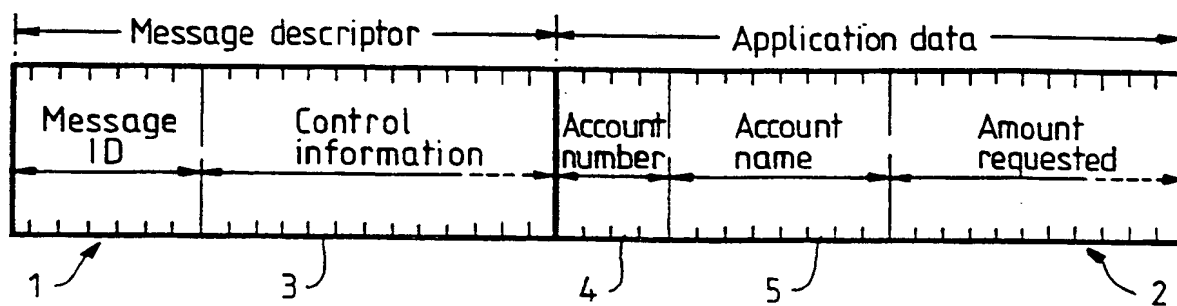 Message descriptor Application data
Message ID
Control information
Account number
Account name
Amount requested
1 3 4 5 2